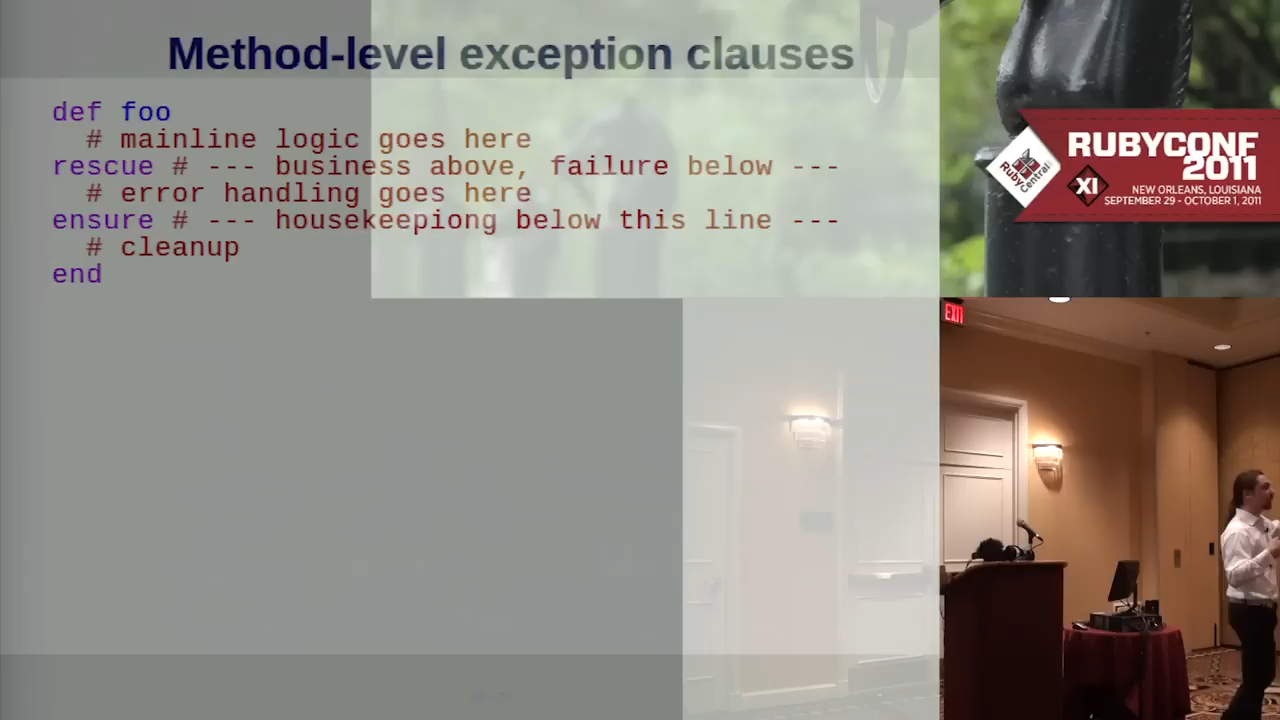 Method-level exception clauses
def foo
# mainline logic goes here
rescue # --- business above, failure below ---
# error handling goes here
ensure # --- housekeepiong below this line ---
# cleanup
end
RUBYCONF
2011
RubyCentral
XI
NEW ORLEANS, LOUISIANA
SEPTEMBER 29 - OCTOBER 1, 2011
EXIT